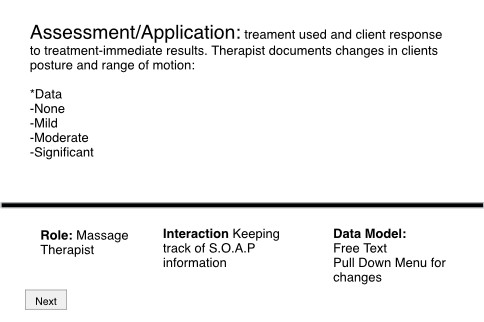 Assessment/Application: treament used and client response
to treatment-immediate results. Therapist documents changes in clients
posture and range of motion:
*Data
-None
-Mild
-Moderate
-Significant
Role: Massage
Therapist
Interaction Keeping
track of S.O.A.P
information
Data Model:
Free Text
Pull Down Menu for
changes
Next